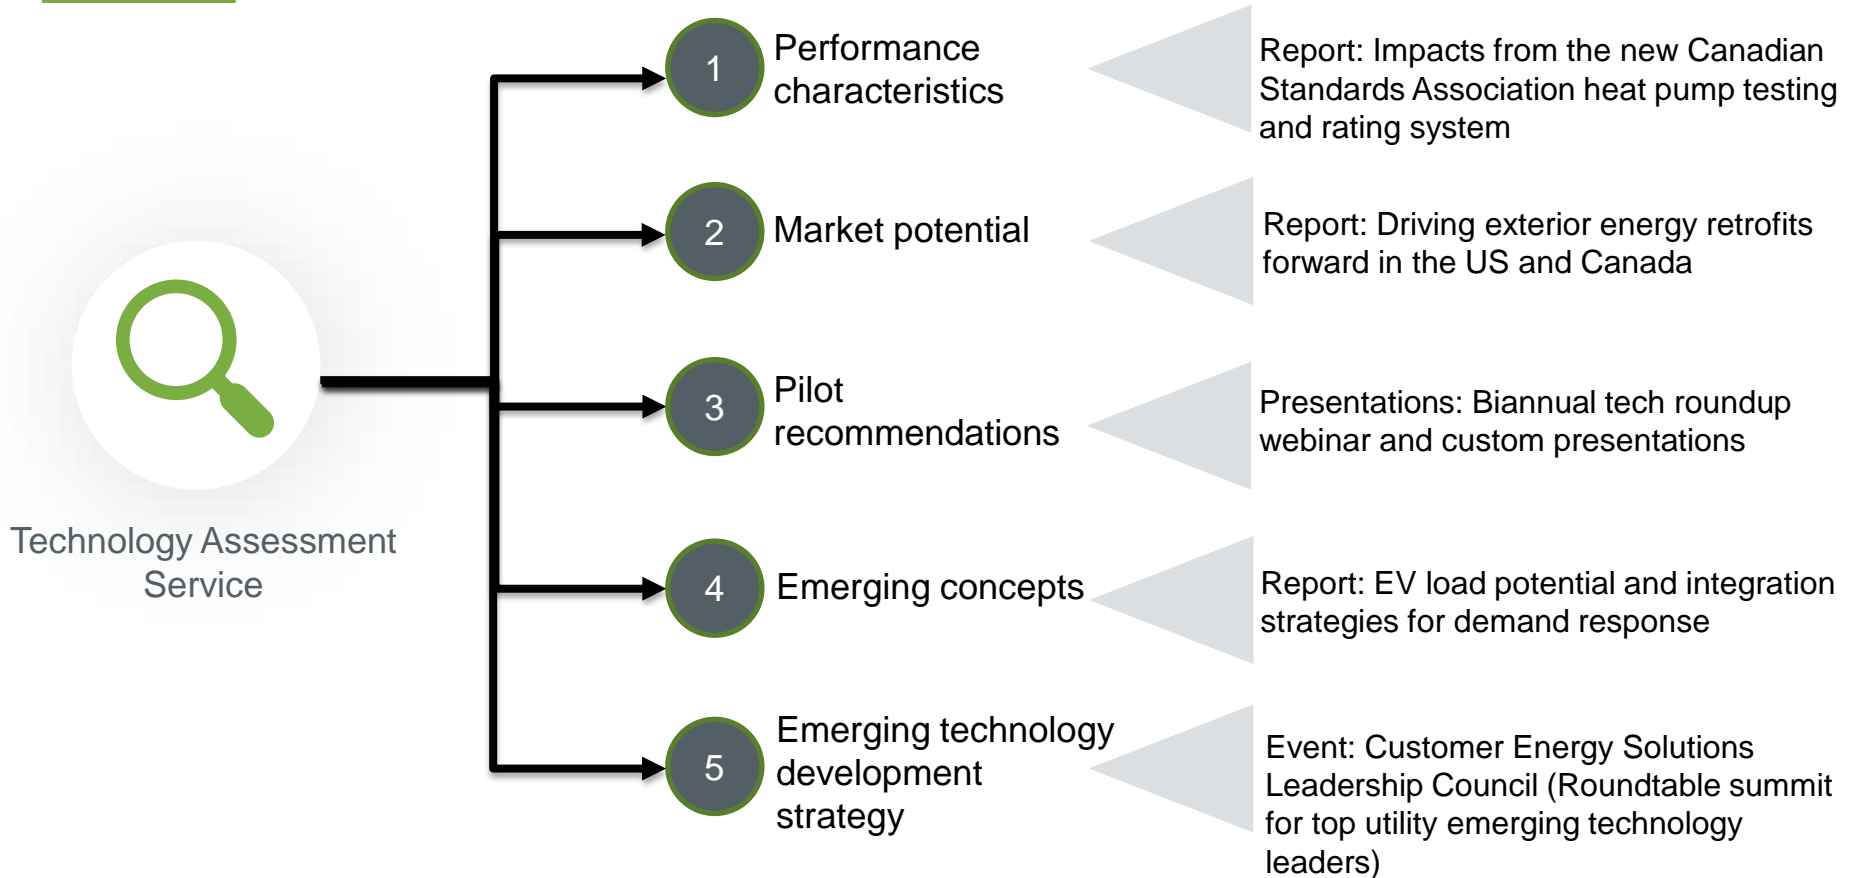 1
Performance
characteristics
Report: Impacts from the new Canadian
Standards Association heat pump testing
and rating system
2
Market potential
Report: Driving exterior energy retrofits
forward in the US and Canada
3
Pilot
recommendations
Presentations: Biannual tech roundup
webinar and custom presentations
Technology Assessment
Service
4
Emerging concepts
Report: EV load potential and integration
strategies for demand response
5
Emerging technology
development
strategy
Event: Customer Energy Solutions
Leadership Council (Roundtable summit
for top utility emerging technology
leaders)